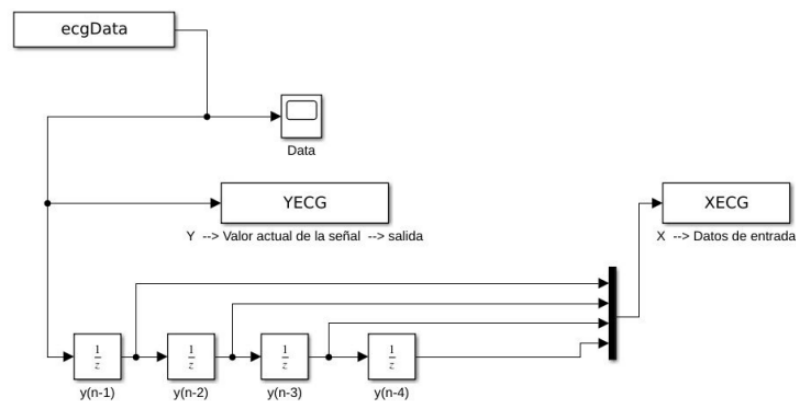 ecgData
Data
YECG
XECG
Y --> Valor actual de la señal --> salida
X --> Datos de entrada
1
z
1
z
1
z
1
z
y(n-1)
y(n-2)
y(n-3)
y(n-4)